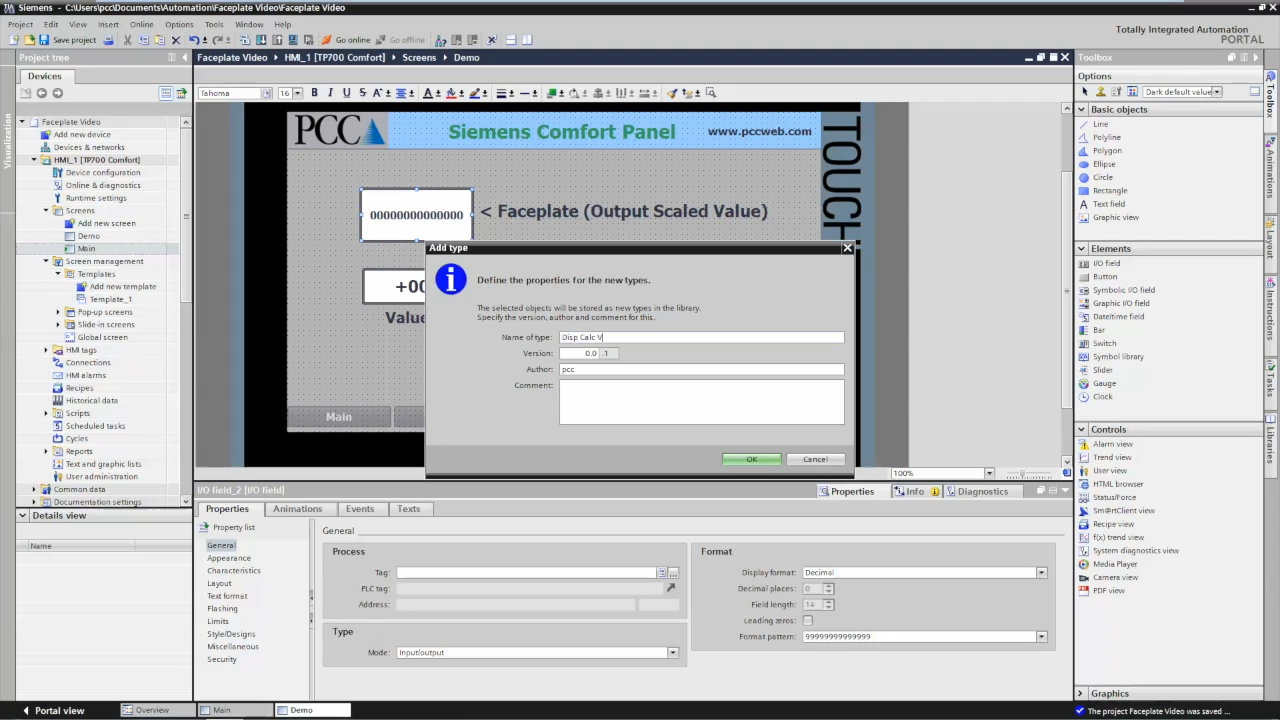 Siemens - C:\Users\pcc\Documents\Automation\Faceplate Video\Faceplate Video
Project Edit View Insert Online Options Tools Window Help
Save project Go online Go offline
Totally Integrated Automation
PORTAL
Project tree
Faceplate Video HMI_1 [TP700 Comfort] Screens Demo
Toolbox
Devices
Options
Tahoma 16 B I U S A
Dark default value
Visualization
Faceplate Video
Add new device
Devices & networks
HMI_1 [TP700 Comfort]
Device configuration
Online & diagnostics
Runtime settings
Screens
Add new screen
Demo
Main
Screen management
Templates
Add new template
Template_1
Pop-up screens
Slide-in screens
Global screen
HMI tags
Connections
HMI alarms
Recipes
Historical data
Scripts
Scheduled tasks
Cycles
Reports
Text and graphic lists
User administration
Common data
Documentation settings
Details view
Name
PCC Siemens Comfort Panel www.pccweb.com
TOUCH
00000000000000 < Faceplate (Output Scaled Value)
+00
Value
Main
Add type
Define the properties for the new types.
The selected objects will be stored as new types in the library.
Specify the version, author and comment for this.
Name of type: Disp Calc V
Version: 0.0 .1
Author: pcc
Comment:
OK Cancel
100%
Basic objects
Line
Polyline
Polygon
Ellipse
Circle
Rectangle
Text field
Graphic view
Elements
I/O field
Button
Symbolic I/O field
Graphic I/O field
Date/time field
Bar
Switch
Symbol library
Slider
Gauge
Clock
Controls
Alarm view
Trend view
User view
HTML browser
Status/Force
Sm@rtClient view
Recipe view
f(x) trend view
System diagnostics view
Media Player
Camera view
PDF view
Graphics
Toolbox
Animations
Layout
Instructions
Tasks
Libraries
I/O field_2 [I/O field]
Properties Info Diagnostics
Properties Animations Events Texts
Property list
General
Appearance
Characteristics
Layout
Text format
Flashing
Limits
Style/Designs
Miscellaneous
Security
General
Process
Tag:
PLC tag:
Address:
Type
Mode: Input/output
Format
Display format: Decimal
Decimal places: 0
Field length: 14
Leading zeros:
Format pattern: 99999999999999
Portal view Overview Main Demo
The project Faceplate Video was saved ...